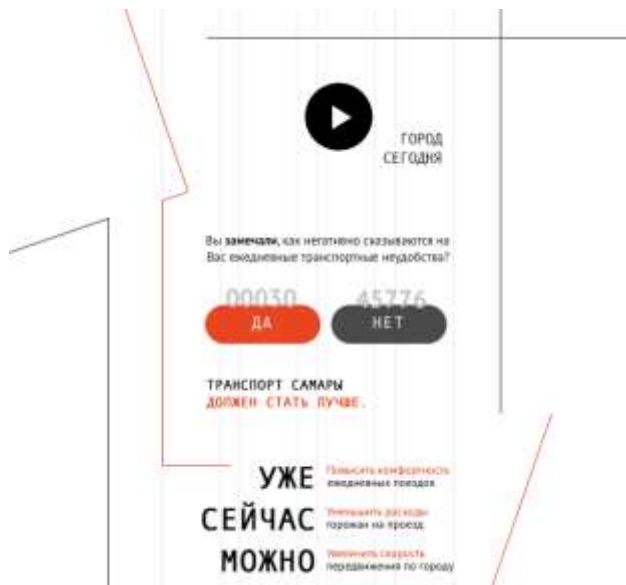 ГОРОД
СЕГОДНЯ
Вы замечали, как негативно сказываются на
Вас ежедневные транспортные неудобства?
00030 45776
ДА НЕТ
ТРАНСПОРТ САМАРЫ
ДОЛЖЕН СТАТЬ ЛУЧШЕ.
УЖЕ
Повысить комфортность
ежедневных поездок
СЕЙЧАС
Уменьшить расходы
горожан на проезд
МОЖНО
Увеличить скорость
передвижения по городу